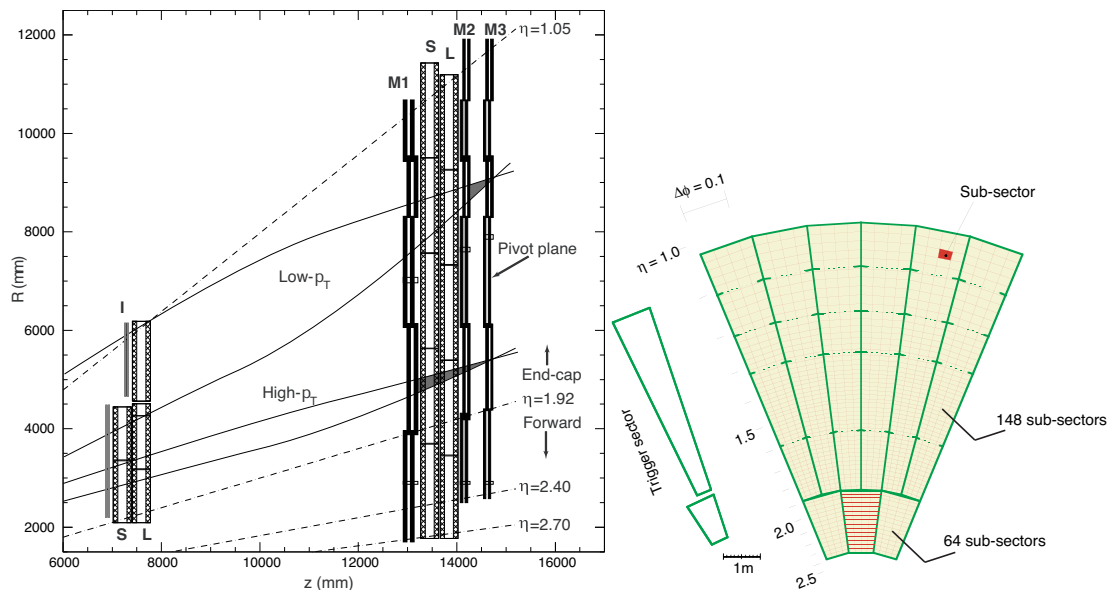 12000
10000
8000
6000
4000
2000
R (mm)
6000
8000
10000
12000
14000
16000
z (mm)
M1
S
L
M2
M3
η=1.05
I
Low-pT
High-pT
Pivot plane
End-cap
η=1.92
Forward
η=2.40
η=2.70
S
L
Δϕ = 0.1
η = 1.0
Sub-sector
1.5
Trigger sector
148 sub-sectors
2.0
64 sub-sectors
2.5
1m